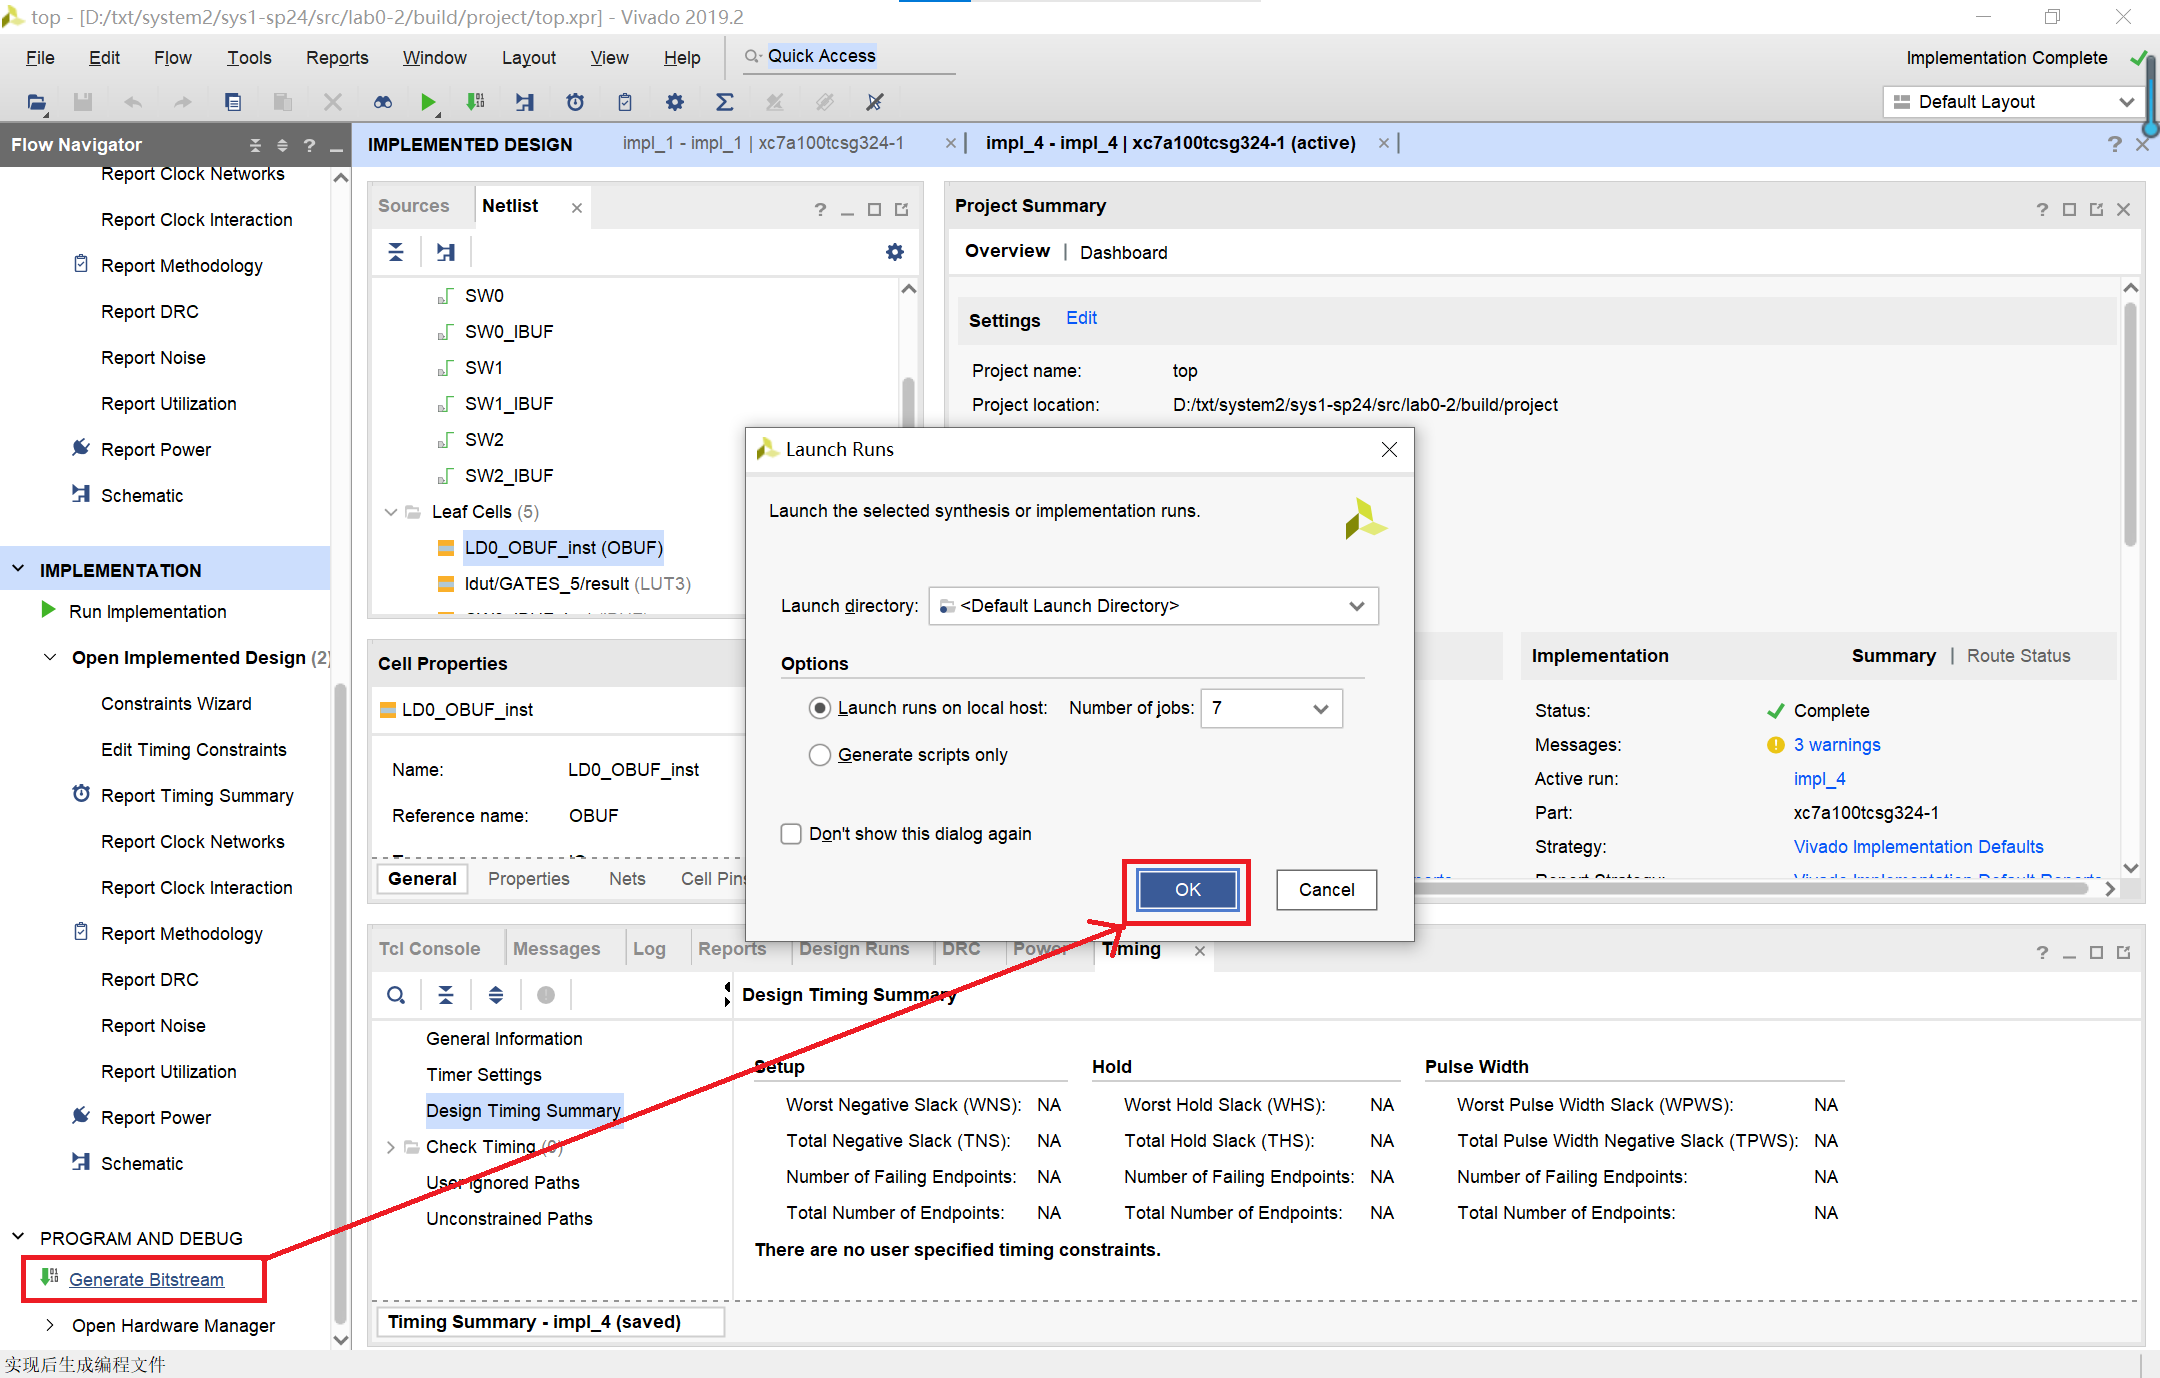 top - [D:/txt/system2/sys1-sp24/src/lab0-2/build/project/top.xpr] - Vivado 2019.2
File Edit Flow Tools Reports Window Layout View Help Quick Access
Implementation Complete
Default Layout
Flow Navigator
Report Clock Networks
Report Clock Interaction
Report Methodology
Report DRC
Report Noise
Report Utilization
Report Power
Schematic
IMPLEMENTATION
Run Implementation
Open Implemented Design (2)
Constraints Wizard
Edit Timing Constraints
Report Timing Summary
Report Clock Networks
Report Clock Interaction
Report Methodology
Report DRC
Report Noise
Report Utilization
Report Power
Schematic
PROGRAM AND DEBUG
Generate Bitstream
Open Hardware Manager
实现后生成编程文件
IMPLEMENTED DESIGN
impl_1 - impl_1 | xc7a100tcsg324-1
impl_4 - impl_4 | xc7a100tcsg324-1 (active)
Sources Netlist
SW0
SW0_IBUF
SW1
SW1_IBUF
SW2
SW2_IBUF
Leaf Cells (5)
LD0_OBUF_inst (OBUF)
ldut/GATES_5/result (LUT3)
Cell Properties
LD0_OBUF_inst
Name: LD0_OBUF_inst
Reference name: OBUF
General Properties Nets Cell Pins
Project Summary
Overview | Dashboard
Settings Edit
Project name: top
Project location: D:/txt/system2/sys1-sp24/src/lab0-2/build/project
Implementation Summary | Route Status
Status: Complete
Messages: 3 warnings
Active run: impl_4
Part: xc7a100tcsg324-1
Strategy: Vivado Implementation Defaults
Report Strategy: Vivado Implementation Default Reports
Launch Runs
Launch the selected synthesis or implementation runs.
Launch directory: <Default Launch Directory>
Options
Launch runs on local host: Number of jobs: 7
Generate scripts only
Don't show this dialog again
OK Cancel
Tcl Console Messages Log Reports Design Runs DRC Power Timing
Design Timing Summary
General Information
Timer Settings
Design Timing Summary
Check Timing (0)
User Ignored Paths
Unconstrained Paths
Setup Hold Pulse Width
Worst Negative Slack (WNS): NA Worst Hold Slack (WHS): NA Worst Pulse Width Slack (WPWS): NA
Total Negative Slack (TNS): NA Total Hold Slack (THS): NA Total Pulse Width Negative Slack (TPWS): NA
Number of Failing Endpoints: NA Number of Failing Endpoints: NA Number of Failing Endpoints: NA
Total Number of Endpoints: NA Total Number of Endpoints: NA Total Number of Endpoints: NA
There are no user specified timing constraints.
Timing Summary - impl_4 (saved)